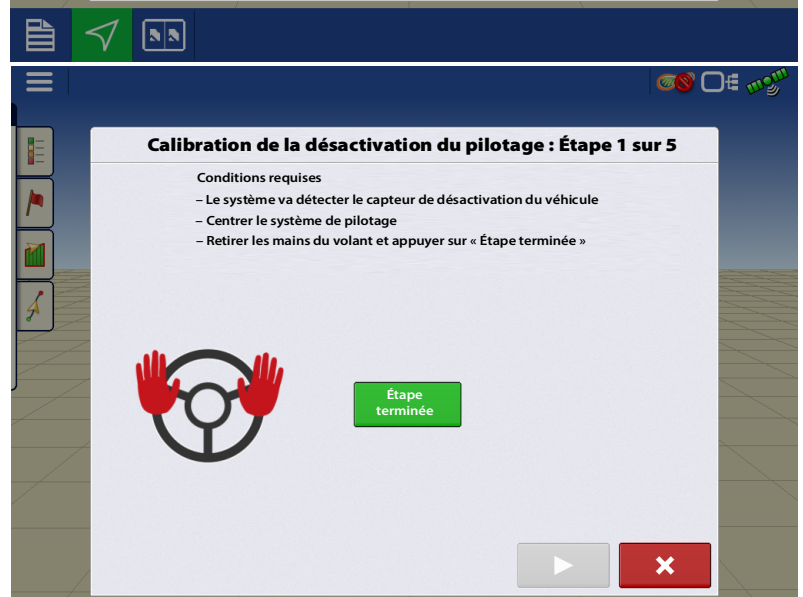 Calibration de la désactivation du pilotage : Étape 1 sur 5
Conditions requises
– Le système va détecter le capteur de désactivation du véhicule
– Centrer le système de pilotage
– Retirer les mains du volant et appuyer sur « Étape terminée »
Étape
terminée